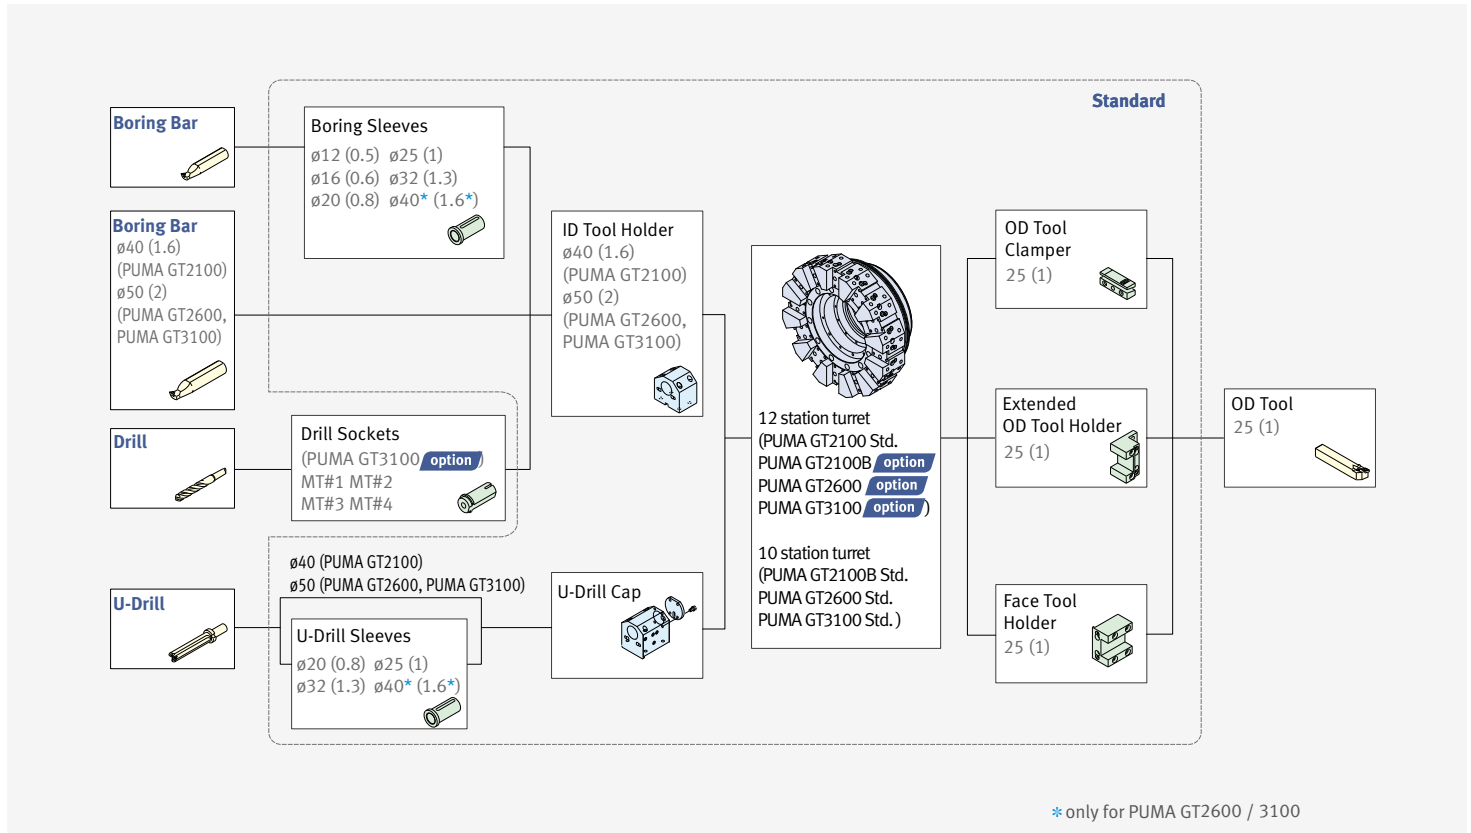 Standard
Boring Bar
Boring Sleeves
ø12 (0.5) ø25 (1)
ø16 (0.6) ø32 (1.3)
ø20 (0.8) ø40* (1.6*)
Boring Bar
ø40 (1.6)
(PUMA GT2100)
ø50 (2)
(PUMA GT2600,
PUMA GT3100)
Drill
Drill Sockets
(PUMA GT3100 option )
MT#1 MT#2
MT#3 MT#4
ø40 (PUMA GT2100)
ø50 (PUMA GT2600, PUMA GT3100)
U-Drill
U-Drill Sleeves
ø20 (0.8) ø25 (1)
ø32 (1.3) ø40* (1.6*)
ID Tool Holder
ø40 (1.6)
(PUMA GT2100)
ø50 (2)
(PUMA GT2600,
PUMA GT3100)
U-Drill Cap
12 station turret
(PUMA GT2100 Std.
PUMA GT2100B option
PUMA GT2600 option
PUMA GT3100 option )
10 station turret
(PUMA GT2100B Std.
PUMA GT2600 Std.
PUMA GT3100 Std. )
OD Tool
Clamper
25 (1)
Extended
OD Tool Holder
25 (1)
Face Tool
Holder
25 (1)
OD Tool
25 (1)
* only for PUMA GT2600 / 3100